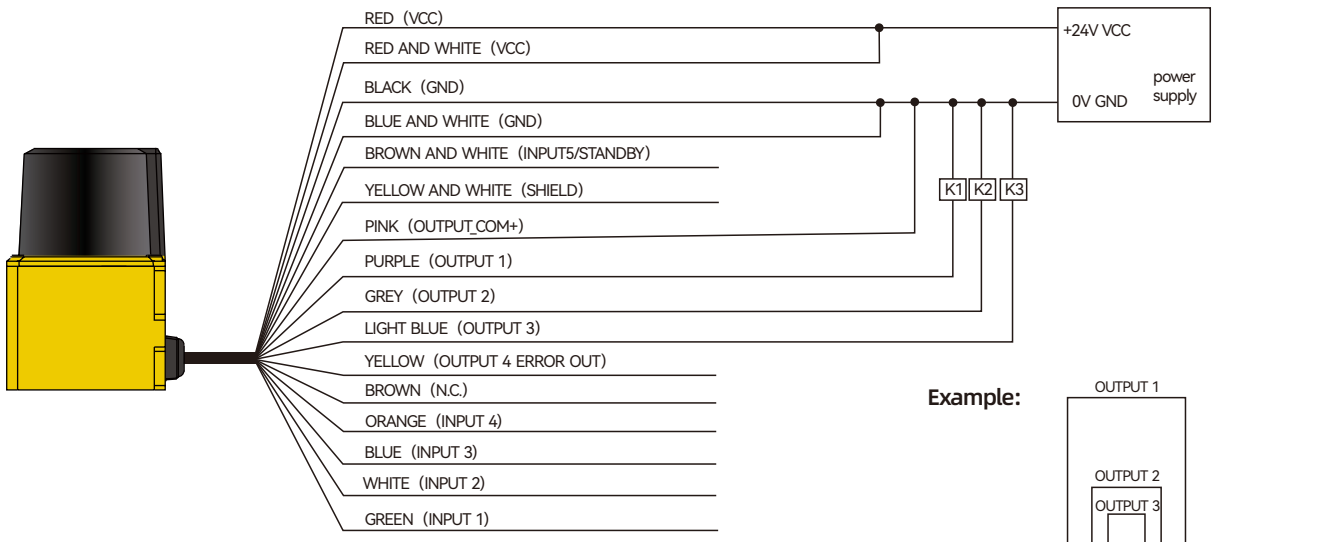 RED (VCC)
RED AND WHITE (VCC)
BLACK (GND)
BLUE AND WHITE (GND)
BROWN AND WHITE (INPUT5/STANDBY)
YELLOW AND WHITE (SHIELD)
PINK (OUTPUT_COM+)
PURPLE (OUTPUT 1)
GREY (OUTPUT 2)
LIGHT BLUE (OUTPUT 3)
YELLOW (OUTPUT 4 ERROR OUT)
BROWN (N.C.)
ORANGE (INPUT 4)
BLUE (INPUT 3)
WHITE (INPUT 2)
GREEN (INPUT 1)
+24V VCC
power
supply
0V GND
K1 K2 K3
Example:
OUTPUT 1
OUTPUT 2
OUTPUT 3